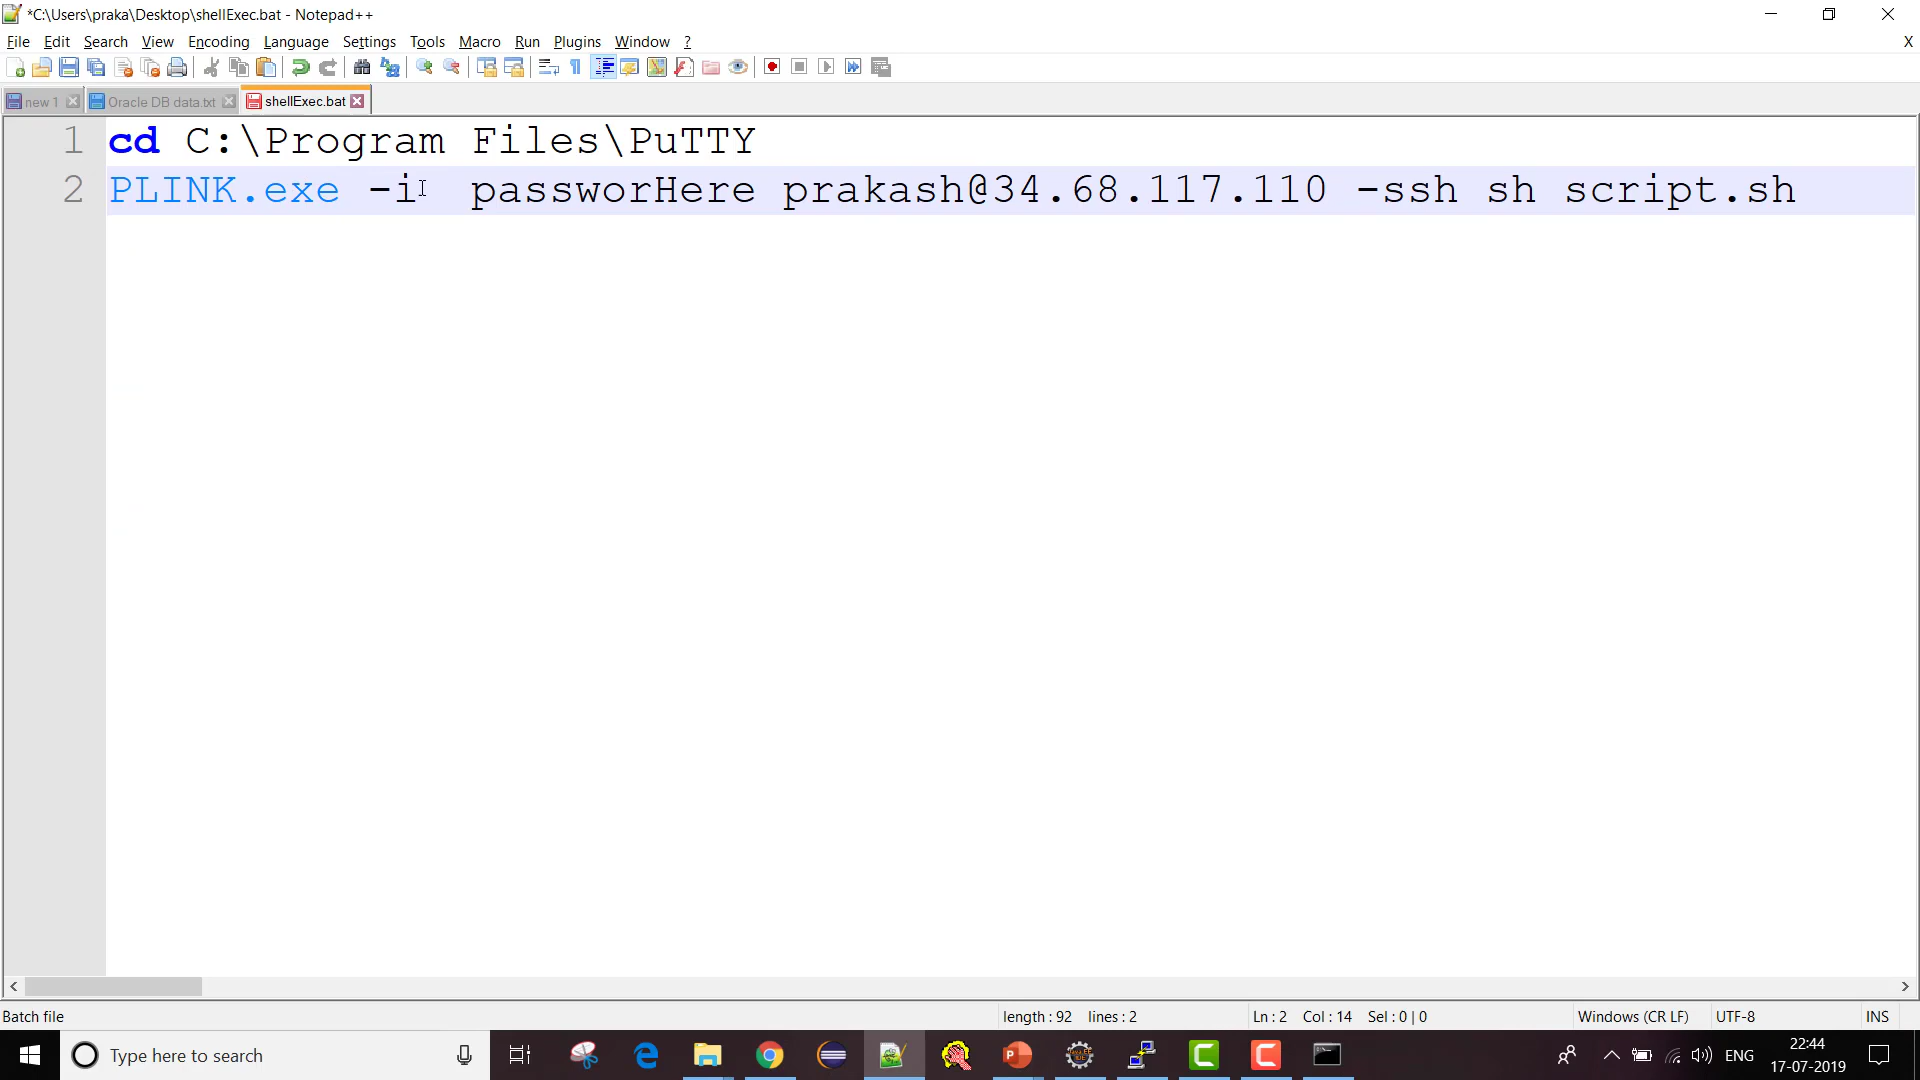 *C:\Users\praka\Desktop\shellExec.bat - Notepad++
File Edit Search View Encoding Language Settings Tools Macro Run Plugins Window ? X
new 1 Oracle DB data.txt shellExec.bat
1 cd C:\Program Files\PuTTY
2 PLINK.exe -i  passworHere prakash@34.68.117.110 -ssh sh script.sh
Batch file length : 92 lines : 2 Ln : 2 Col : 14 Sel : 0 | 0 Windows (CR LF) UTF-8 INS
Type here to search ENG 22:44
17-07-2019